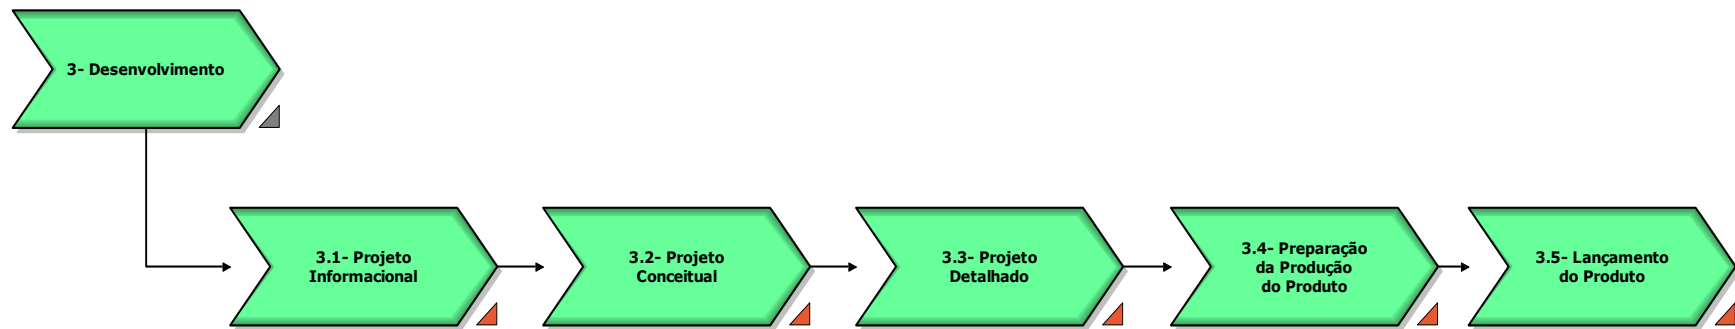 3- Desenvolvimento
3.1- Projeto
Informacional
3.2- Projeto
Conceitual
3.3- Projeto
Detalhado
3.4- Preparação
da Produção
do Produto
3.5- Lançamento
do Produto